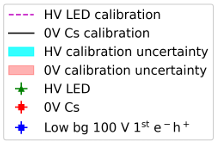 HV LED calibration
0V Cs calibration
HV calibration uncertainty
0V calibration uncertainty
HV LED
0V Cs
Low bg 100 V 1ˢᵗ e⁻h⁺